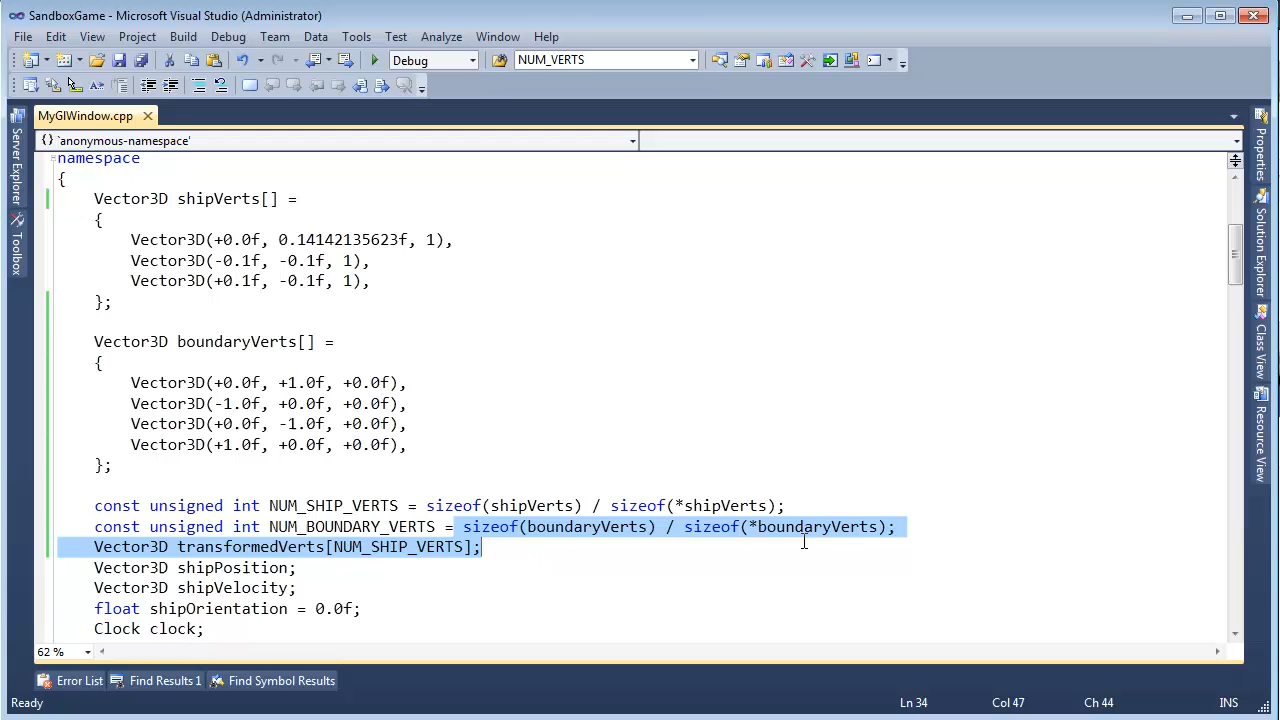 SandboxGame - Microsoft Visual Studio (Administrator)
File Edit View Project Build Debug Team Data Tools Test Analyze Window Help
Debug NUM_VERTS
MyGlWindow.cpp
{} `anonymous-namespace'
namespace
{
Vector3D shipVerts[] =
{
Vector3D(+0.0f, 0.14142135623f, 1),
Vector3D(-0.1f, -0.1f, 1),
Vector3D(+0.1f, -0.1f, 1),
};
Vector3D boundaryVerts[] =
{
Vector3D(+0.0f, +1.0f, +0.0f),
Vector3D(-1.0f, +0.0f, +0.0f),
Vector3D(+0.0f, -1.0f, +0.0f),
Vector3D(+1.0f, +0.0f, +0.0f),
};
const unsigned int NUM_SHIP_VERTS = sizeof(shipVerts) / sizeof(*shipVerts);
const unsigned int NUM_BOUNDARY_VERTS = sizeof(boundaryVerts) / sizeof(*boundaryVerts);
Vector3D transformedVerts[NUM_SHIP_VERTS];
Vector3D shipPosition;
Vector3D shipVelocity;
float shipOrientation = 0.0f;
Clock clock;
62 %
Server Explorer
Toolbox
Properties
Solution Explorer
Class View
Resource View
Error List Find Results 1 Find Symbol Results
Ready Ln 34 Col 47 Ch 44 INS